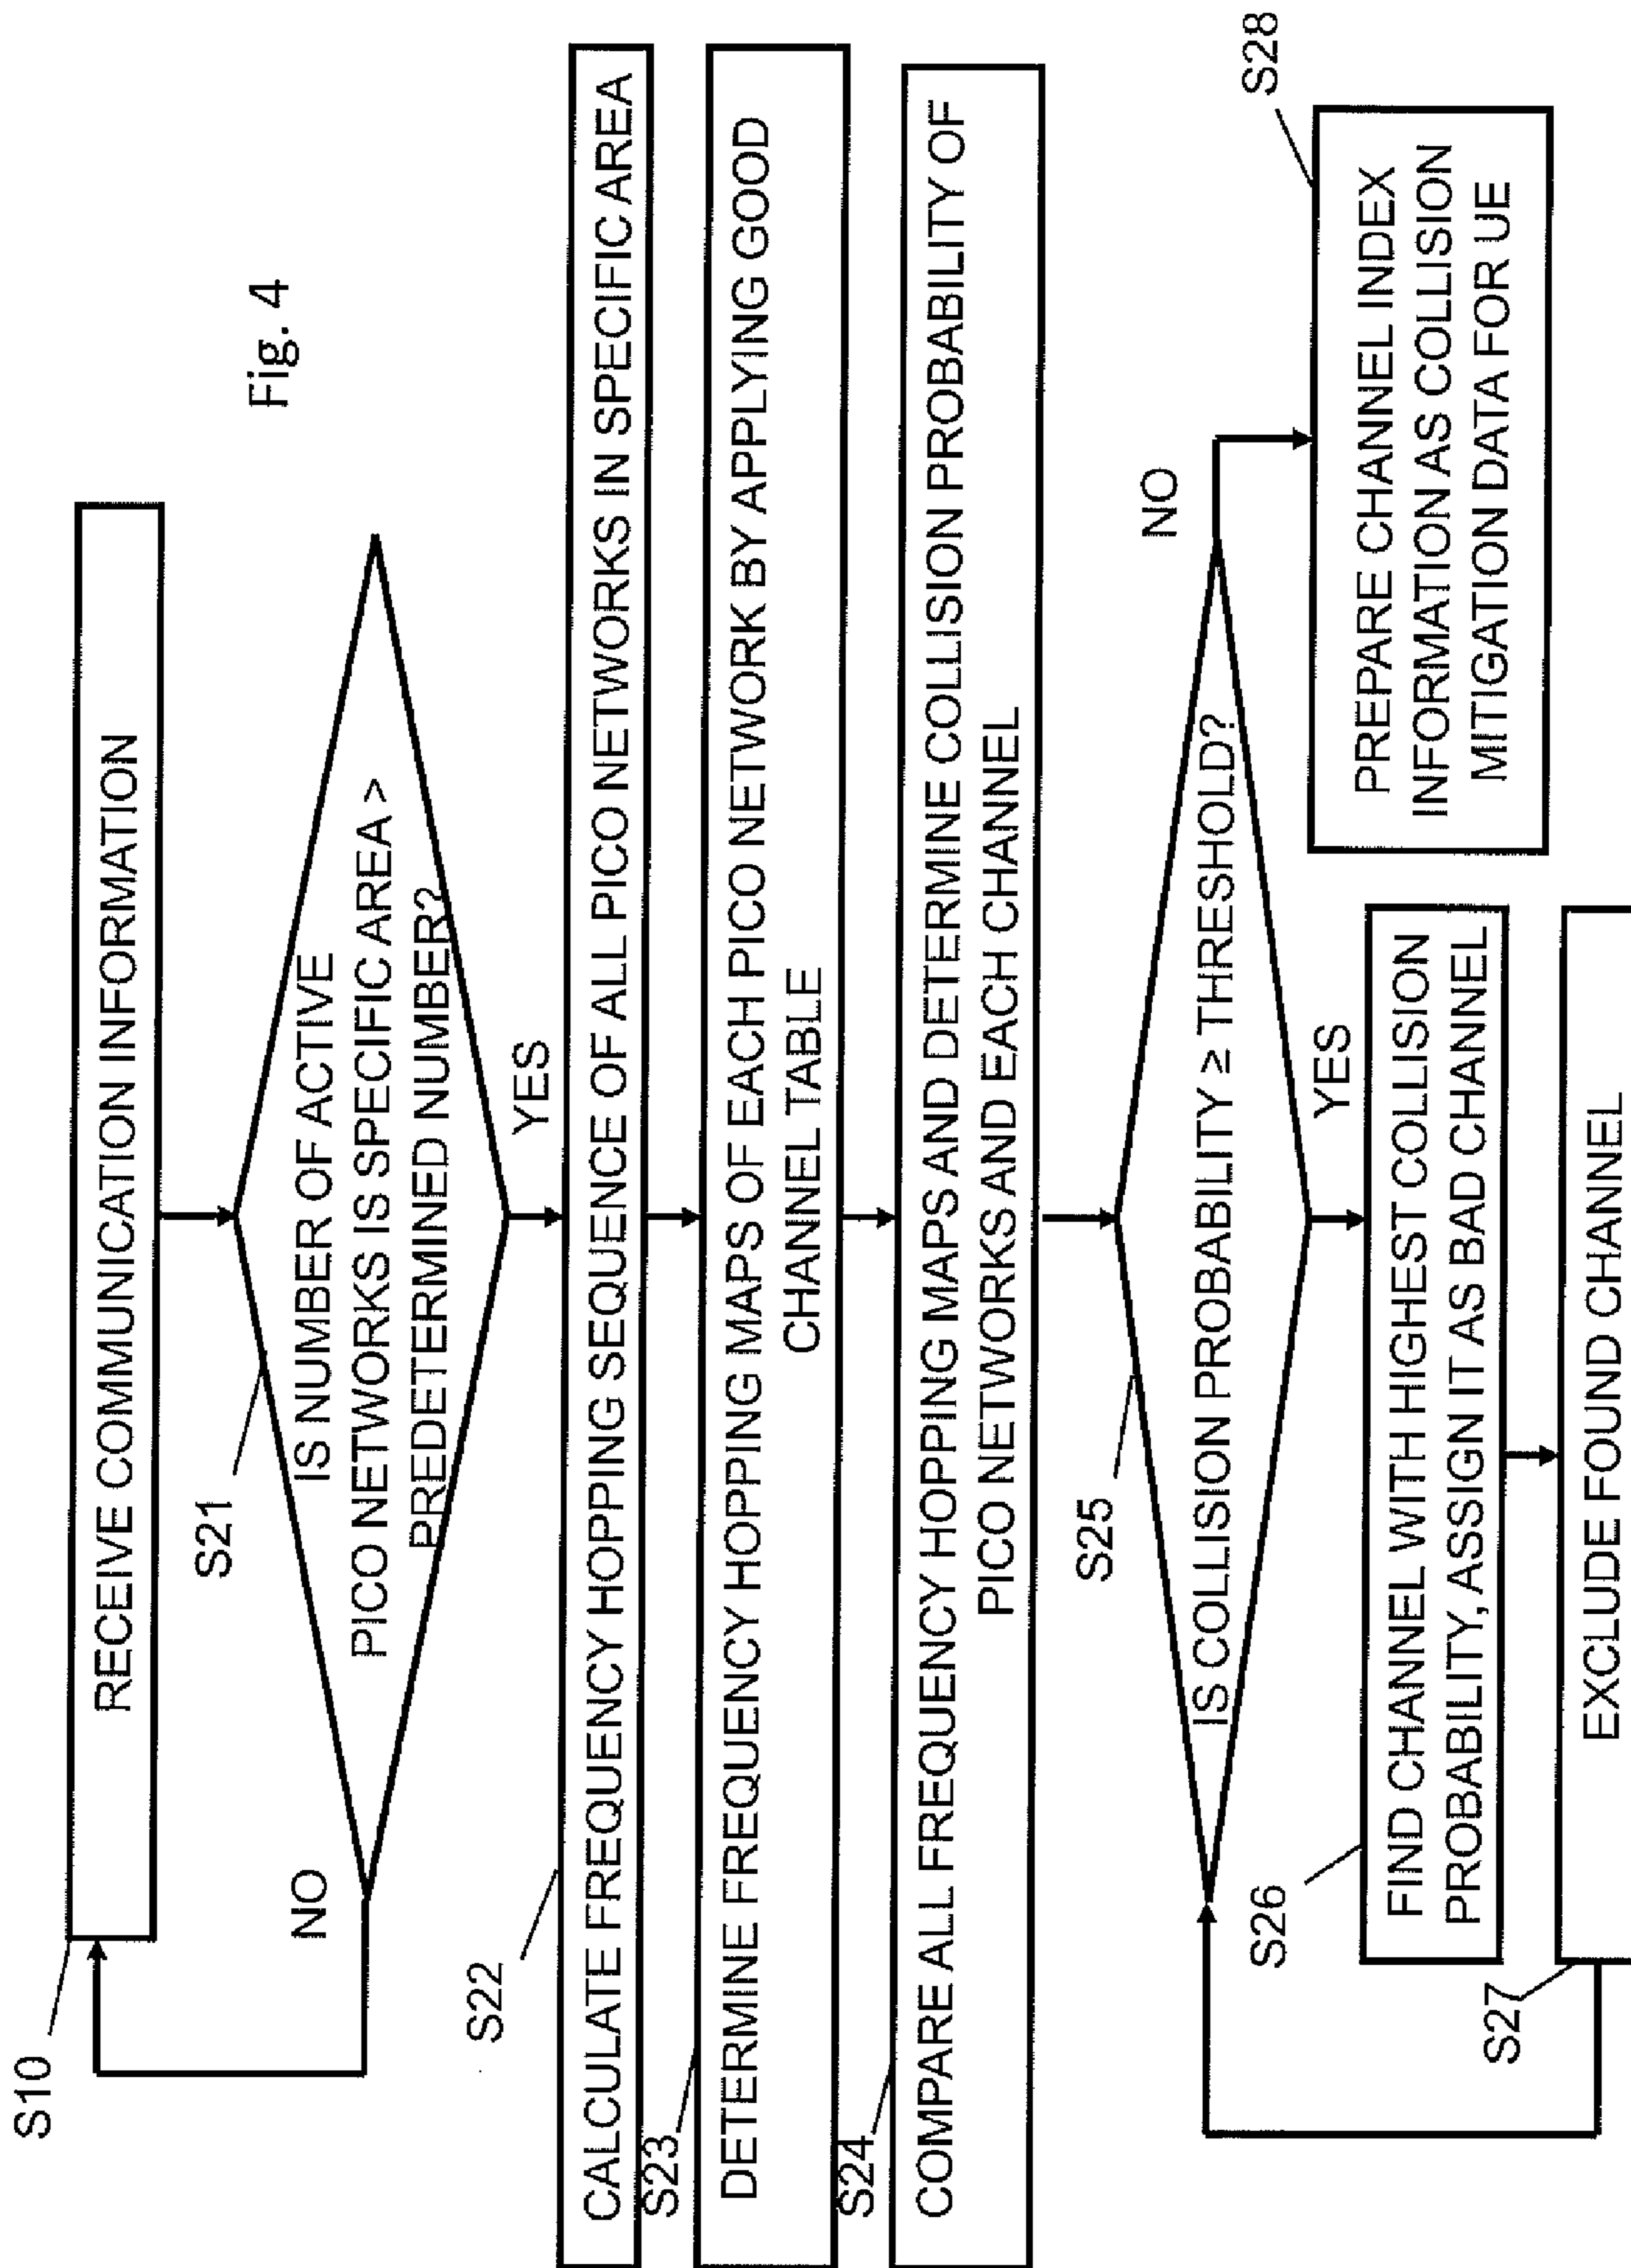 Fig. 4
S10
RECEIVE COMMUNICATION INFORMATION
S21
IS NUMBER OF ACTIVE
PICO NETWORKS IS SPECIFIC AREA >
PREDETERMINED NUMBER?
NO
YES
S22
CALCULATE FREQUENCY HOPPING SEQUENCE OF ALL PICO NETWORKS IN SPECIFIC AREA
S23
DETERMINE FREQUENCY HOPPING MAPS OF EACH PICO NETWORK BY APPLYING GOOD
CHANNEL TABLE
S24
COMPARE ALL FREQUENCY HOPPING MAPS AND DETERMINE COLLISION PROBABILITY OF
PICO NETWORKS AND EACH CHANNEL
S25
IS COLLISION PROBABILITY ≥ THRESHOLD?
NO
YES
S26
FIND CHANNEL WITH HIGHEST COLLISION
PROBABILITY, ASSIGN IT AS BAD CHANNEL
S27
EXCLUDE FOUND CHANNEL
S28
PREPARE CHANNEL INDEX
INFORMATION AS COLLISION
MITIGATION DATA FOR UE